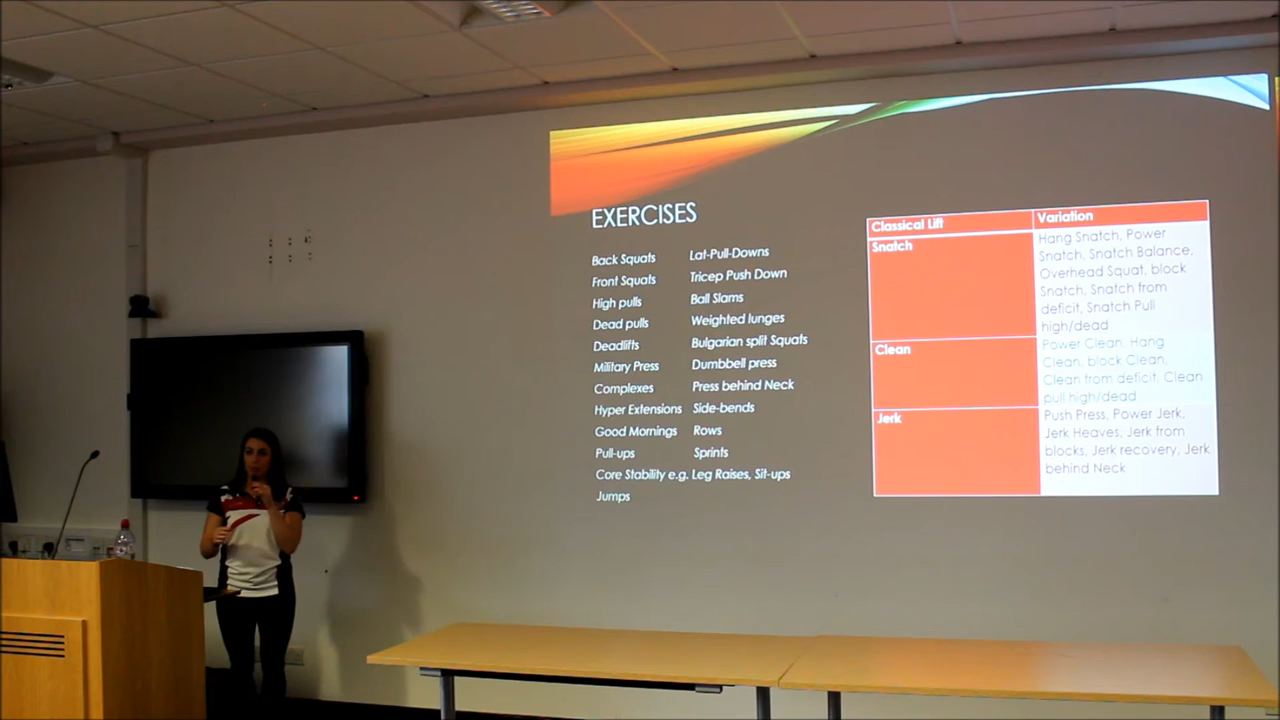 EXERCISES
Back Squats
Front Squats
High pulls
Dead pulls
Deadlifts
Military Press
Complexes
Hyper Extensions
Good Mornings
Pull-ups
Core Stability e.g. Leg Raises, Sit-ups
Jumps
Lat-Pull-Downs
Tricep Push Down
Ball Slams
Weighted lunges
Bulgarian split Squats
Dumbbell press
Press behind Neck
Side-bends
Rows
Sprints
Classical Lift
Variation
Snatch
Hang Snatch, Power
Snatch, Snatch Balance,
Overhead Squat, block
Snatch, Snatch from
deficit, Snatch Pull
high/dead
Clean
Power Clean, Hang
Clean, block Clean,
Clean from deficit, Clean
pull high/dead
Jerk
Push Press, Power Jerk,
Jerk Heaves, Jerk from
blocks, Jerk recovery, Jerk
behind Neck